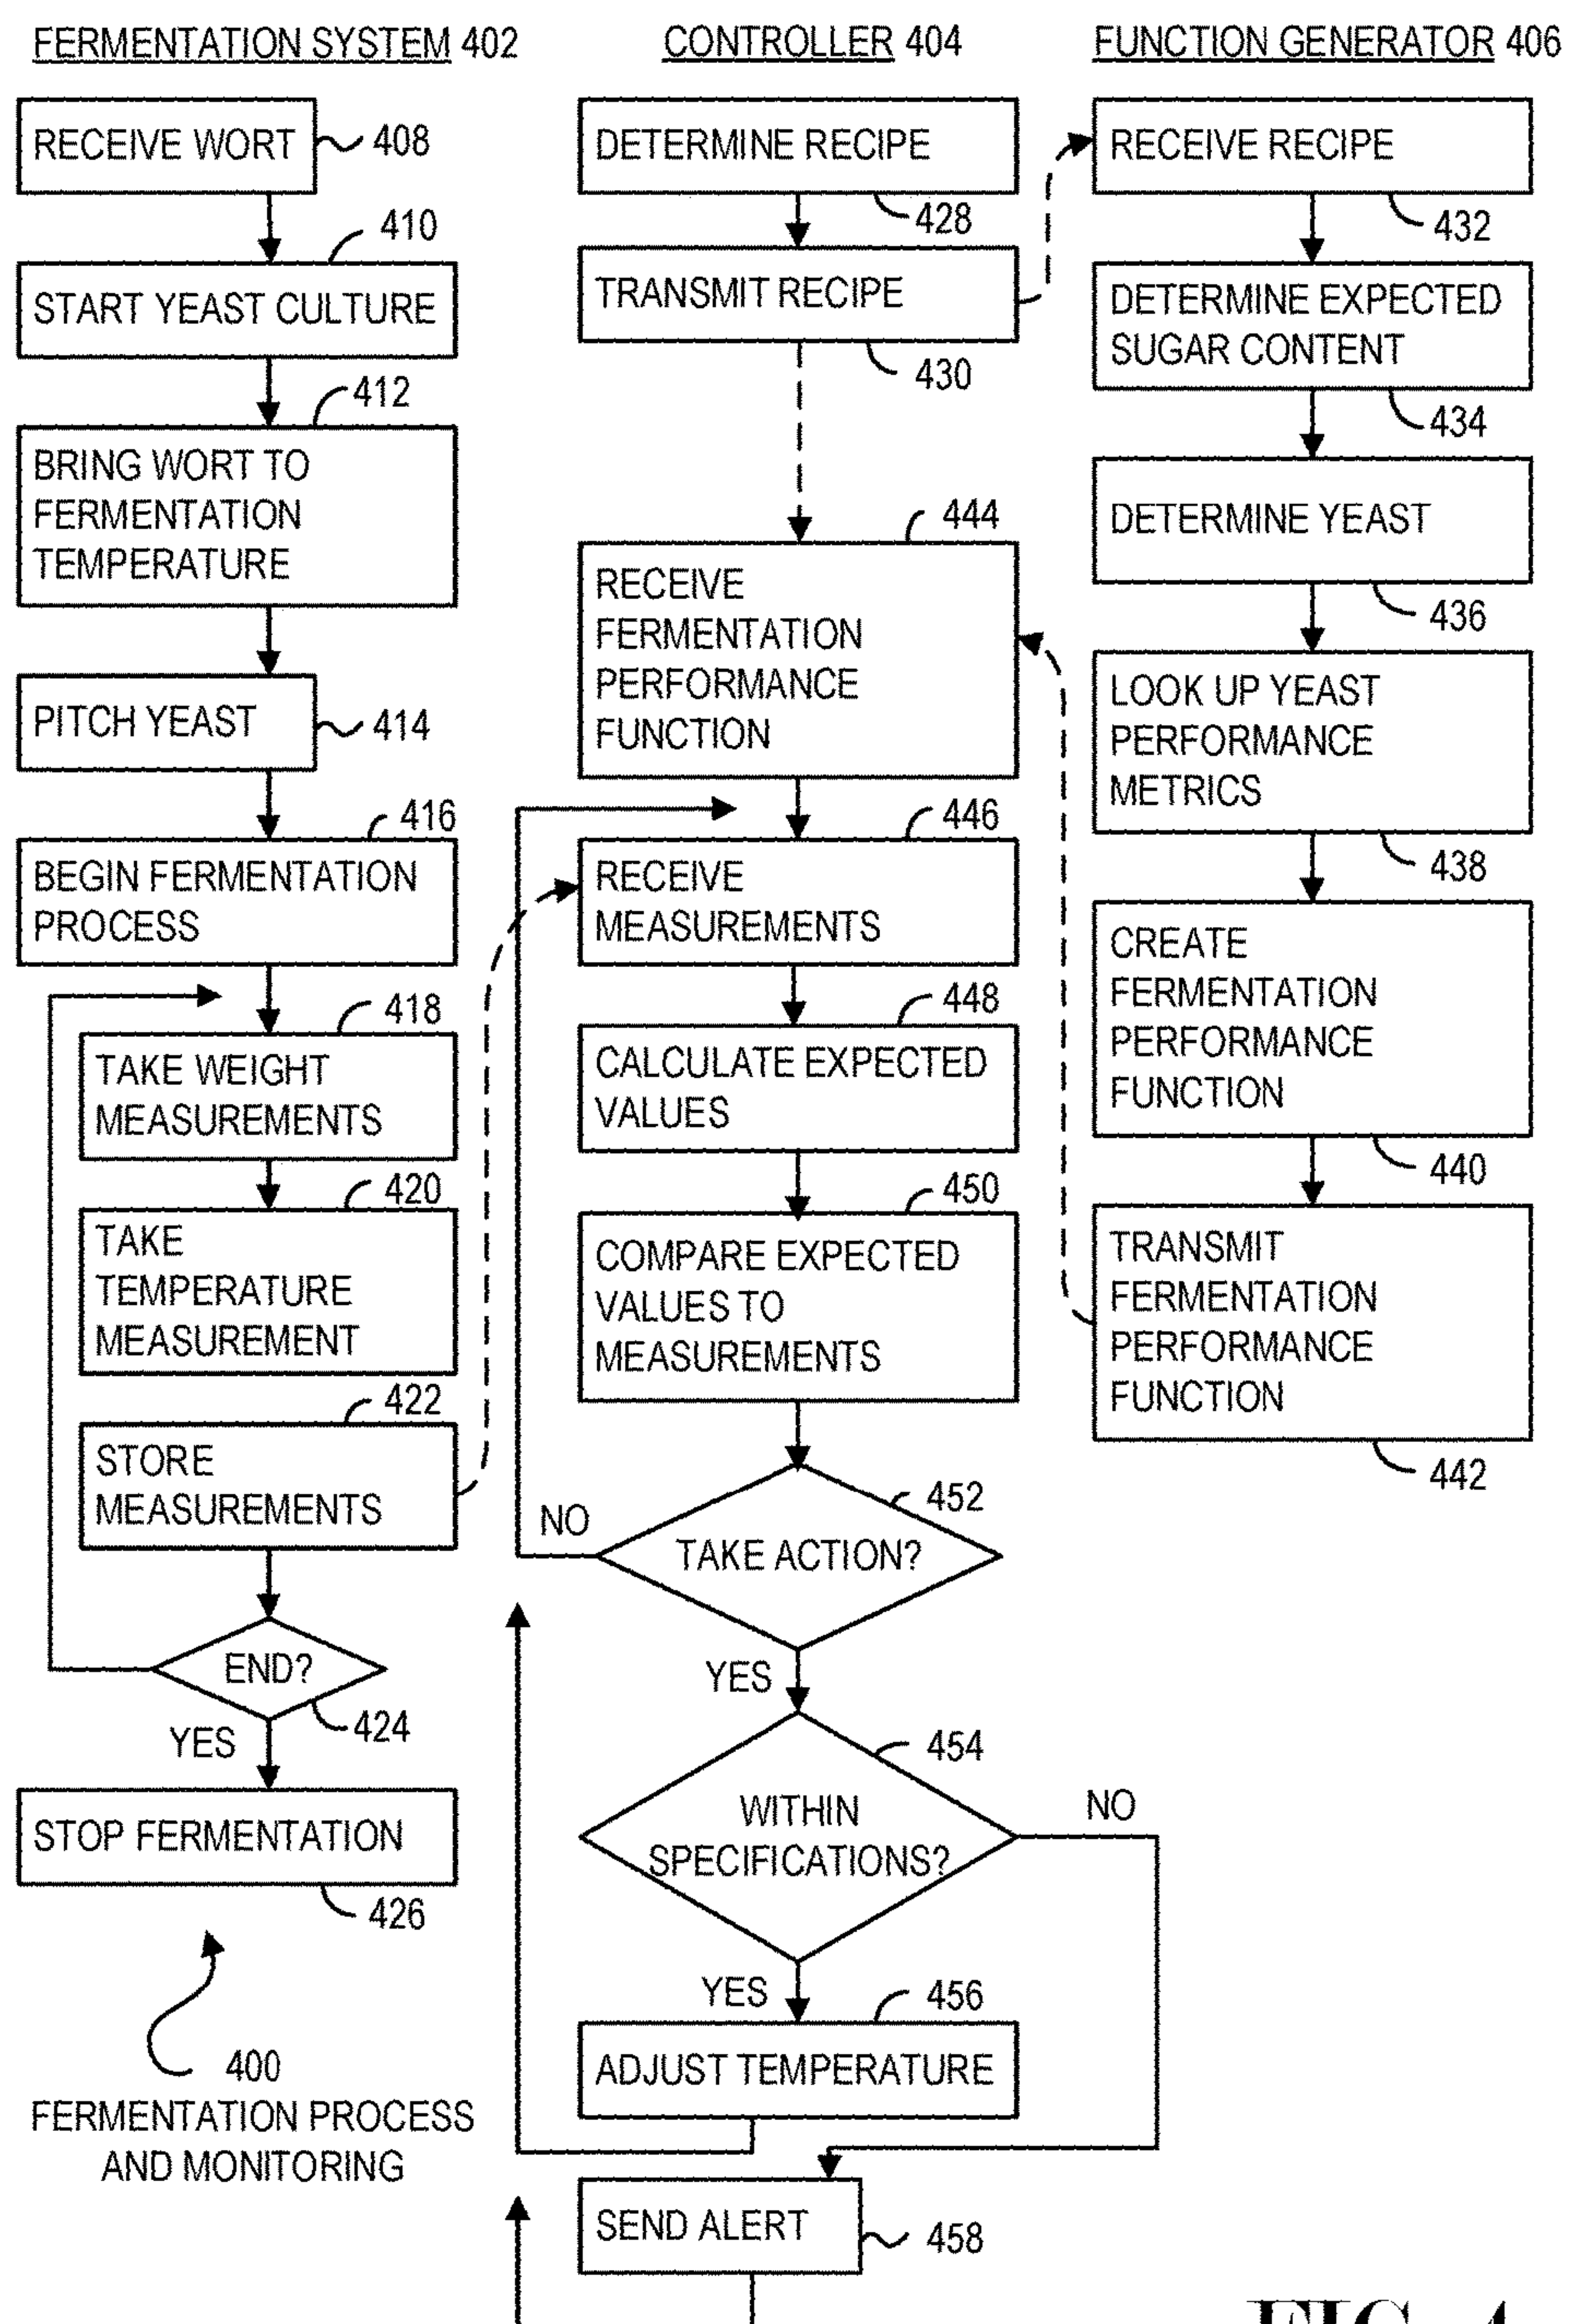 FERMENTATION SYSTEM 402
RECEIVE WORT
408
410
START YEAST CULTURE
412
BRING WORT TO
FERMENTATION
TEMPERATURE
PITCH YEAST
414
416
BEGIN FERMENTATION
PROCESS
418
TAKE WEIGHT
MEASUREMENTS
420
TAKE
TEMPERATURE
MEASUREMENT
422
STORE
MEASUREMENTS
END?
424
YES
STOP FERMENTATION
426
400
FERMENTATION PROCESS
AND MONITORING
CONTROLLER 404
DETERMINE RECIPE
428
TRANSMIT RECIPE
430
444
RECEIVE
FERMENTATION
PERFORMANCE
FUNCTION
446
RECEIVE
MEASUREMENTS
448
CALCULATE EXPECTED
VALUES
450
COMPARE EXPECTED
VALUES TO
MEASUREMENTS
452
NO
TAKE ACTION?
YES
454
NO
WITHIN
SPECIFICATIONS?
YES
456
ADJUST TEMPERATURE
SEND ALERT
458
FUNCTION GENERATOR 406
RECEIVE RECIPE
432
DETERMINE EXPECTED
SUGAR CONTENT
434
DETERMINE YEAST
436
LOOK UP YEAST
PERFORMANCE
METRICS
438
CREATE
FERMENTATION
PERFORMANCE
FUNCTION
440
TRANSMIT
FERMENTATION
PERFORMANCE
FUNCTION
442